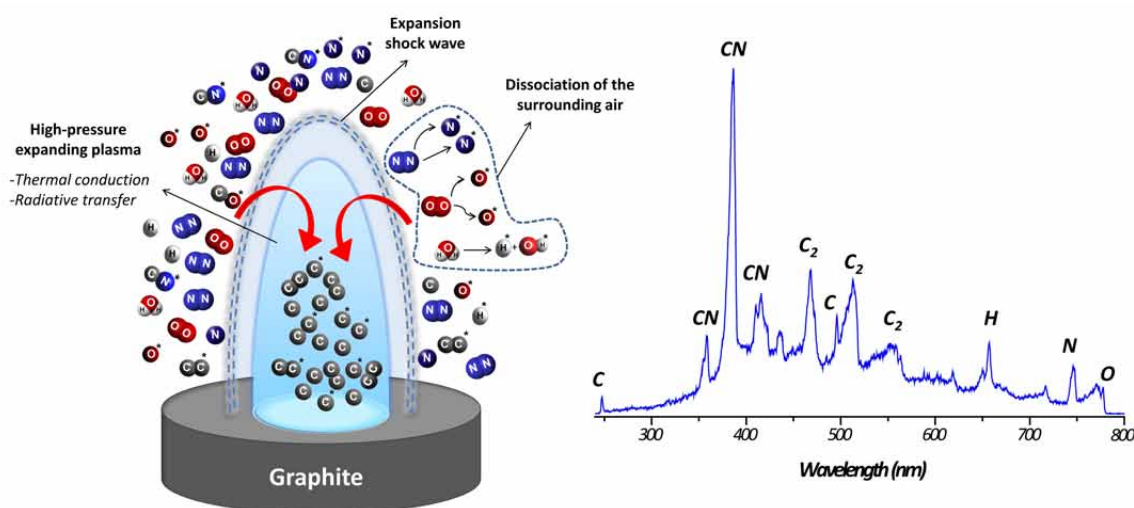 Expansion
shock wave
Dissociation of the
surrounding air
High-pressure
expanding plasma
-Thermal conduction
-Radiative transfer
Graphite
CN
CN
CN
C₂
C
C₂
C₂
H
N
O
C
300 400 500 600 700 800
Wavelength (nm)